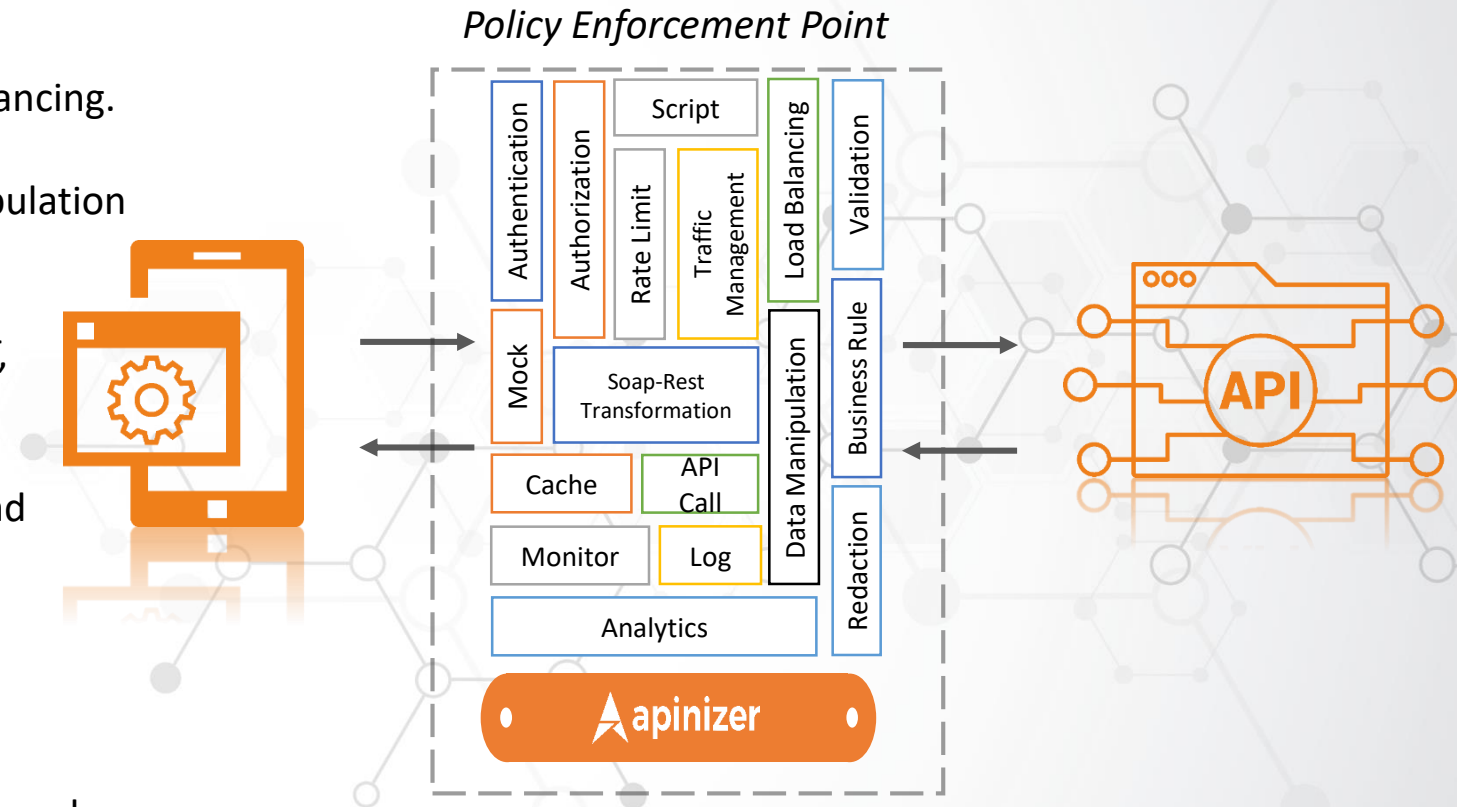 Policy Enforcement Point
ancing.
pulation
,
nd
Authentication
Authorization
Script
Rate Limit
Traffic
Management
Load Balancing
Validation
Mock
Soap-Rest
Transformation
Data Manipulation
Business Rule
Cache
API
Call
Monitor
Log
Redaction
Analytics
apinizer
API